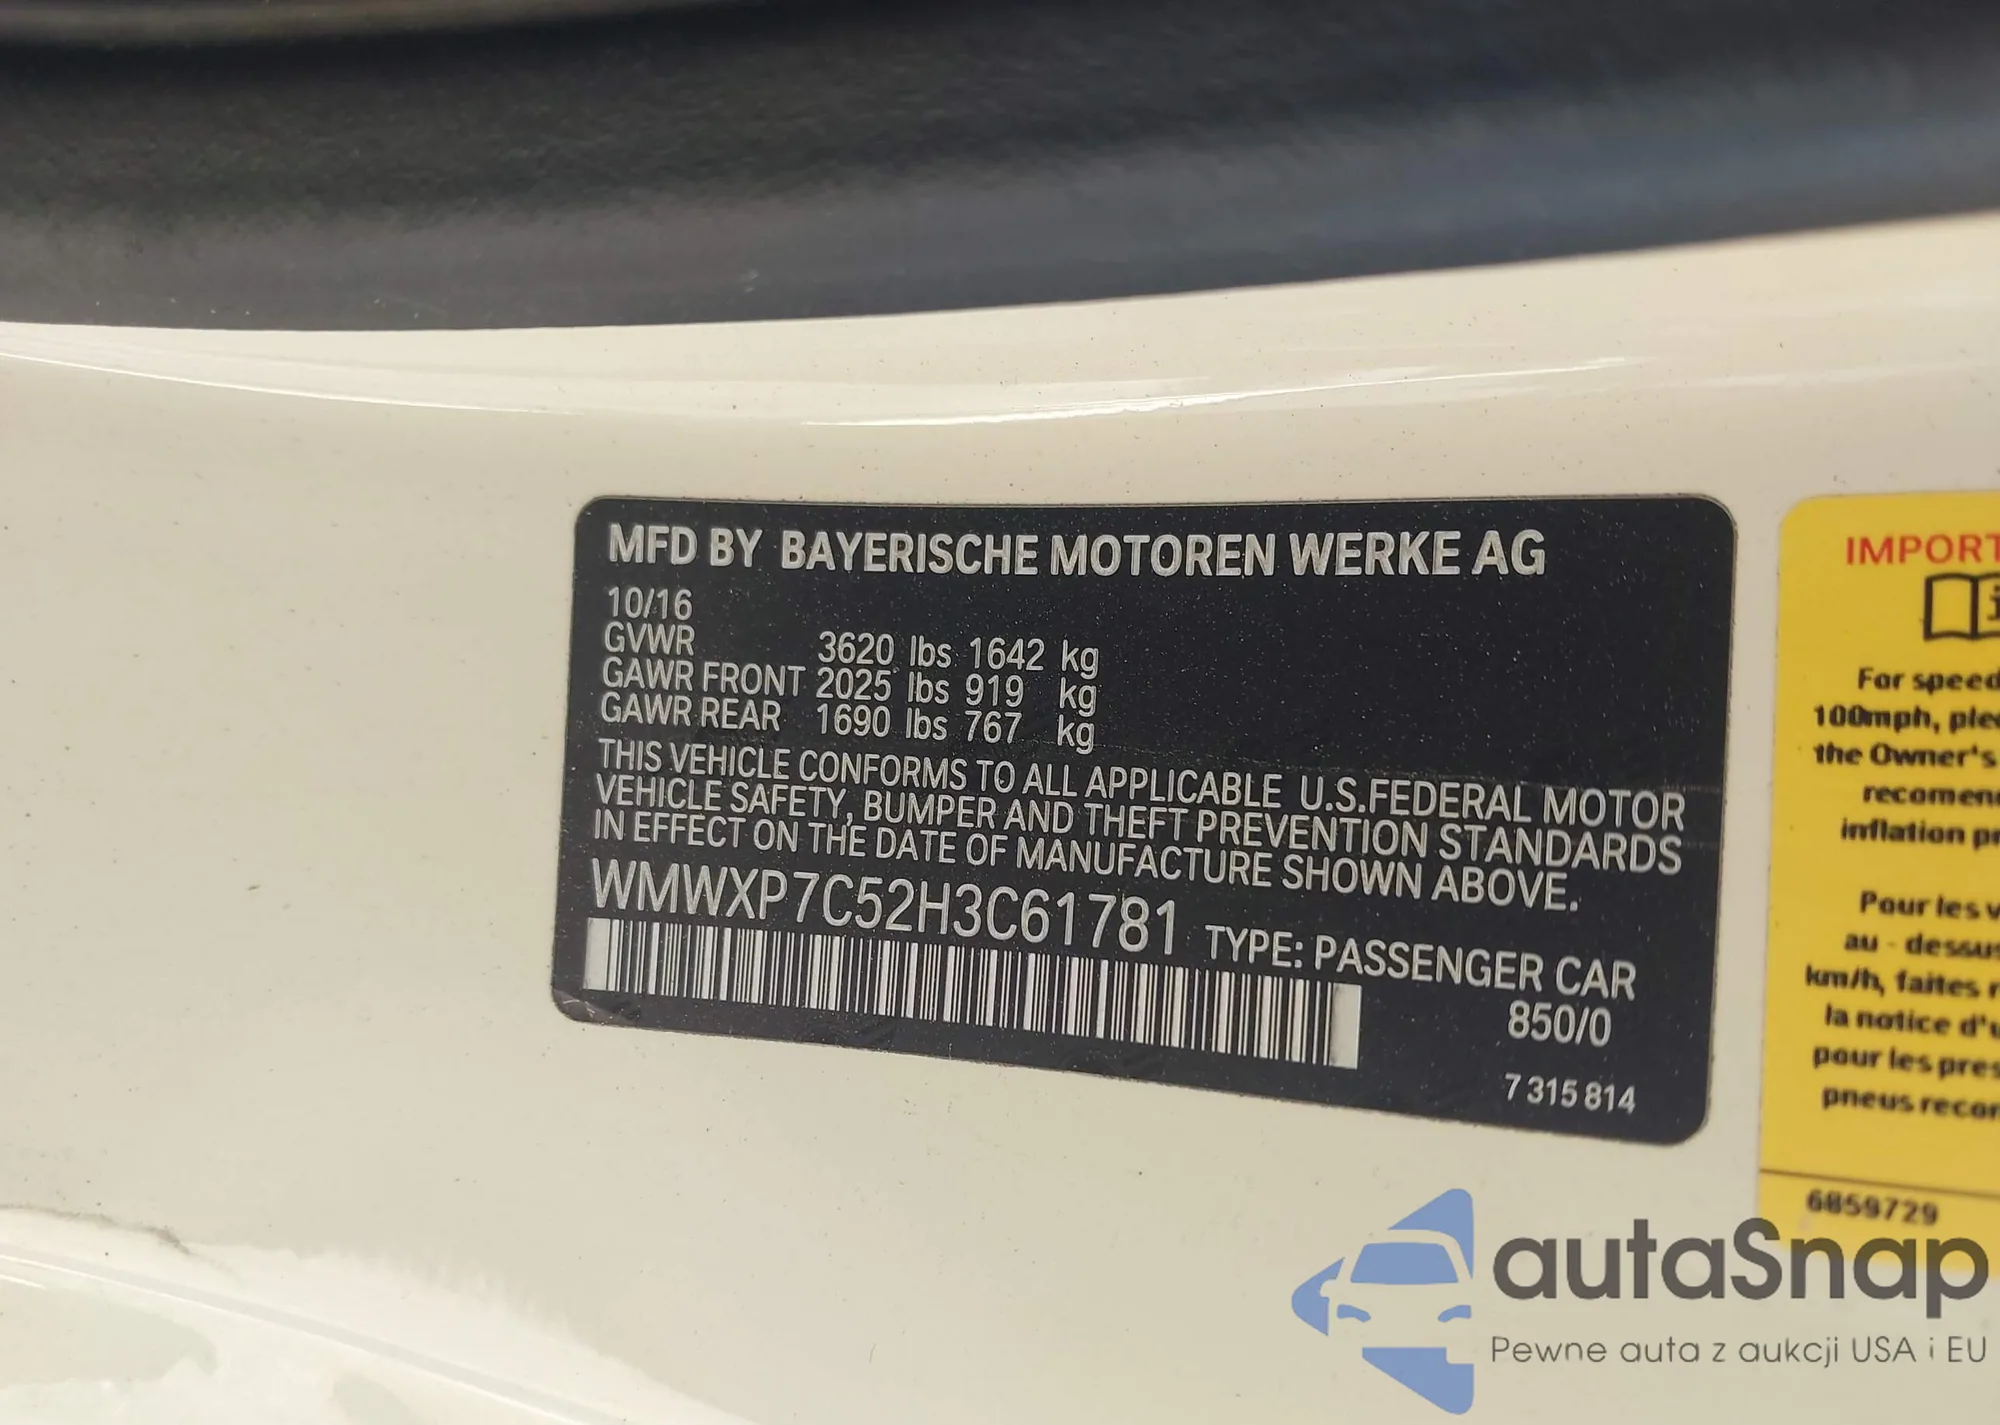 MFD BY BAYERISCHE MOTOREN WERKE AG
10/16
GVWR 3620 lbs 1642 kg
GAWR FRONT 2025 lbs 919 kg
GAWR REAR 1690 lbs 767 kg
THIS VEHICLE CONFORMS TO ALL APPLICABLE U.S.FEDERAL MOTOR
VEHICLE SAFETY, BUMPER AND THEFT PREVENTION STANDARDS
IN EFFECT ON THE DATE OF MANUFACTURE SHOWN ABOVE.
WMWXP7C52H3C61781 TYPE: PASSENGER CAR
850/0
7 315 814
IMPORT
For speed
100mph, plea
the Owner's
recomend
inflation pr
Pour les v
au - dessus
km/h, faites r
la notice d'u
pour les pres
pneus recom
6859729
autaSnap
Pewne auta z aukcji USA i EU